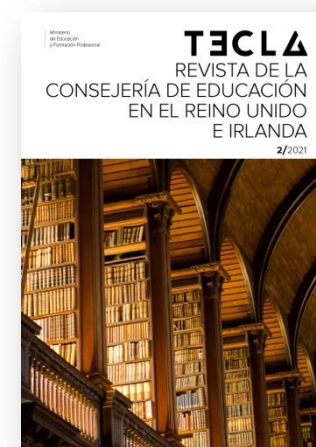 Ministerio
de Educación
y Formación Profesional
TECLA
REVISTA DE LA
CONSEJERÍA DE EDUCACIÓN
EN EL REINO UNIDO
E IRLANDA
2/2021